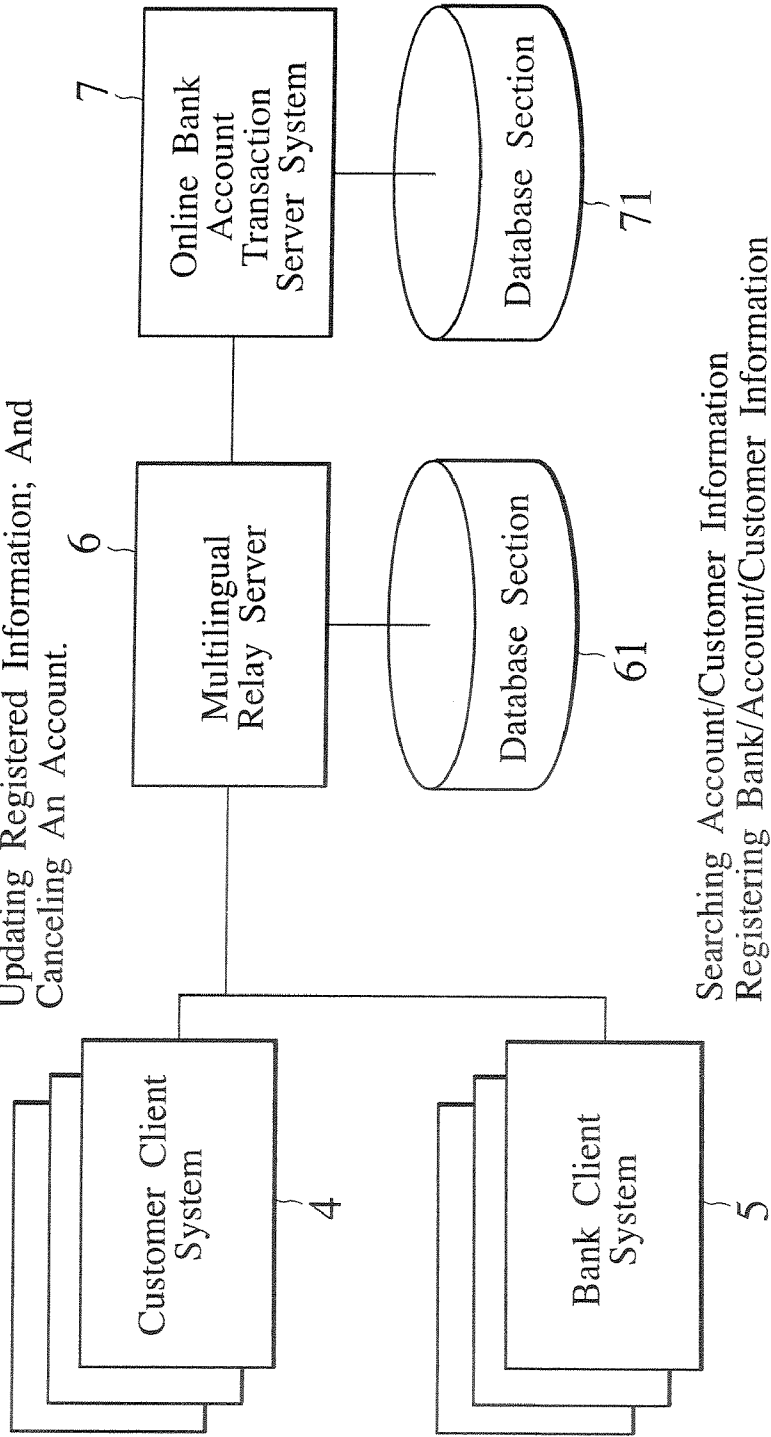 Updating Registered Information; And
Canceling An Account.
7
Online Bank
Account
Transaction
Server System
6
Multilingual
Relay Server
Customer Client
System
4
Database Section
71
Database Section
61
Bank Client
System
5
Searching Account/Customer Information
Registering Bank/Account/Customer Information